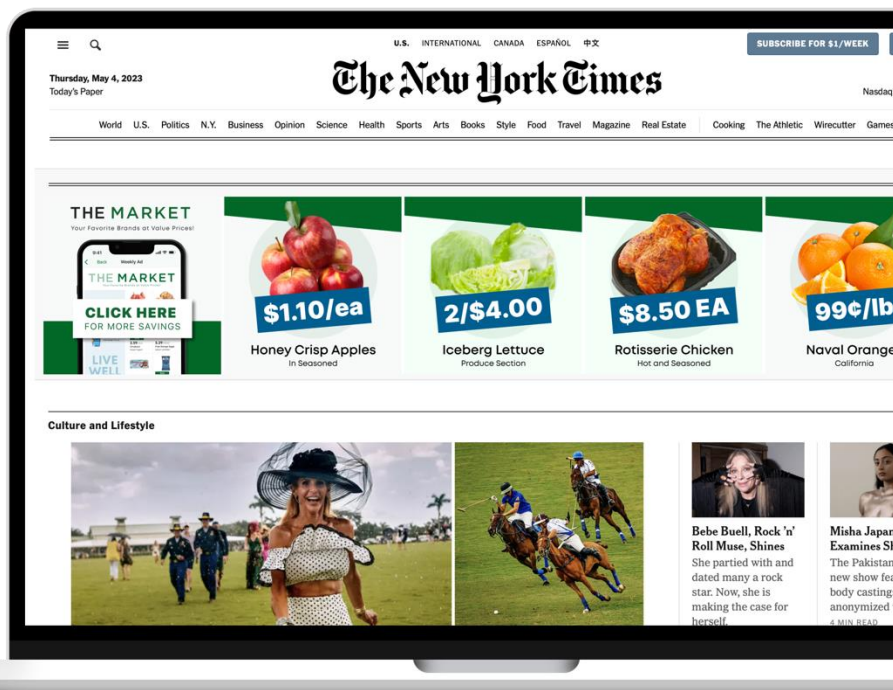 U.S. INTERNATIONAL CANADA ESPAÑOL 中文
SUBSCRIBE FOR $1/WEEK
Thursday, May 4, 2023
Today's Paper
The New York Times
Nasdaq
World U.S. Politics N.Y. Business Opinion Science Health Sports Arts Books Style Food Travel Magazine Real Estate Cooking The Athletic Wirecutter Games
THE MARKET
Your Favorite Brands at Value Prices!
9:41
Back Weekly Ad
THE MARKET
CLICK HERE
FOR MORE SAVINGS
LIVE
WELL
$1.10/ea
Honey Crisp Apples
In Seasoned
2/$4.00
Iceberg Lettuce
Produce Section
$8.50 EA
Rotisserie Chicken
Hot and Seasoned
99¢/lb
Naval Orange
California
Culture and Lifestyle
Bebe Buell, Rock 'n'
Roll Muse, Shines
She partied with and
dated many a rock
star. Now, she is
making the case for
herself.
Misha Japan
Examines Sh
The Pakistan
new show fea
body casting
anonymized
4 MIN READ